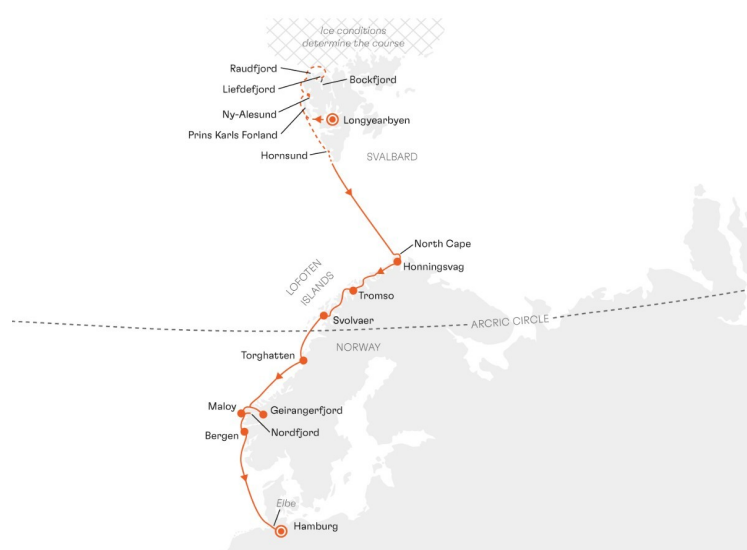 Ice conditions
determine the course
Raudfjord
Liefdefjord
Bockfjord
Ny-Alesund
Longyearbyen
Prins Karls Forland
Hornsund
SVALBARD
North Cape
Honningsvag
LOFOTEN
ISLANDS
Tromso
Svolvaer
ARCRIC CIRCLE
NORWAY
Torghatten
Maloy
Geirangerfjord
Nordfjord
Bergen
Elbe
Hamburg